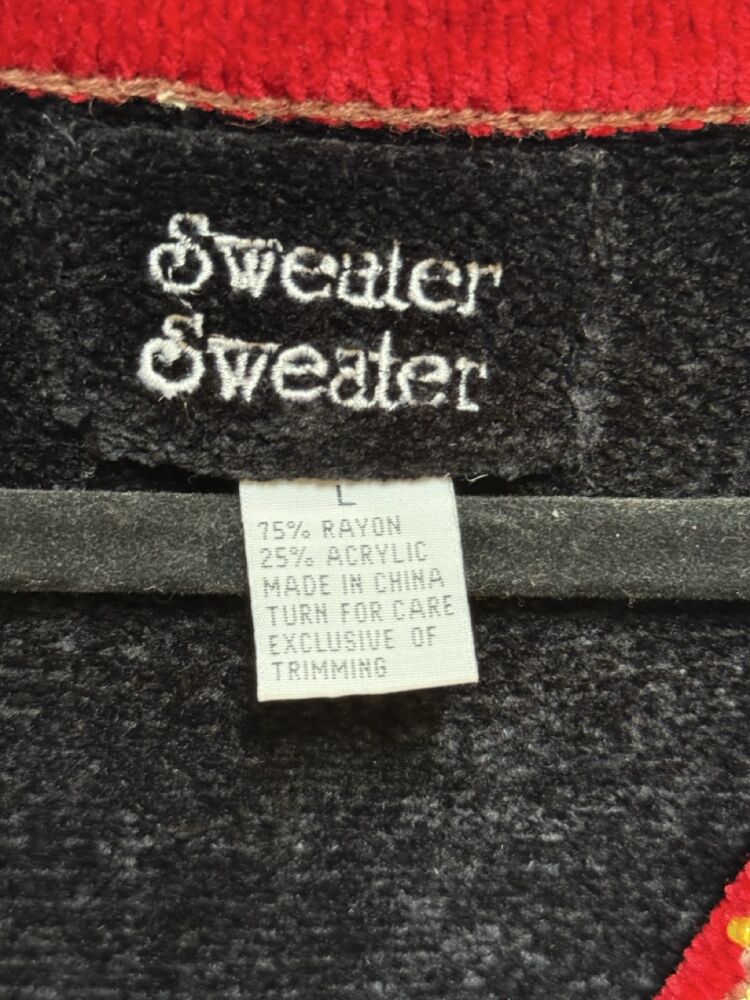 Sweater
Sweater
L
75% RAYON
25% ACRYLIC
MADE IN CHINA
TURN FOR CARE
EXCLUSIVE OF
TRIMMING